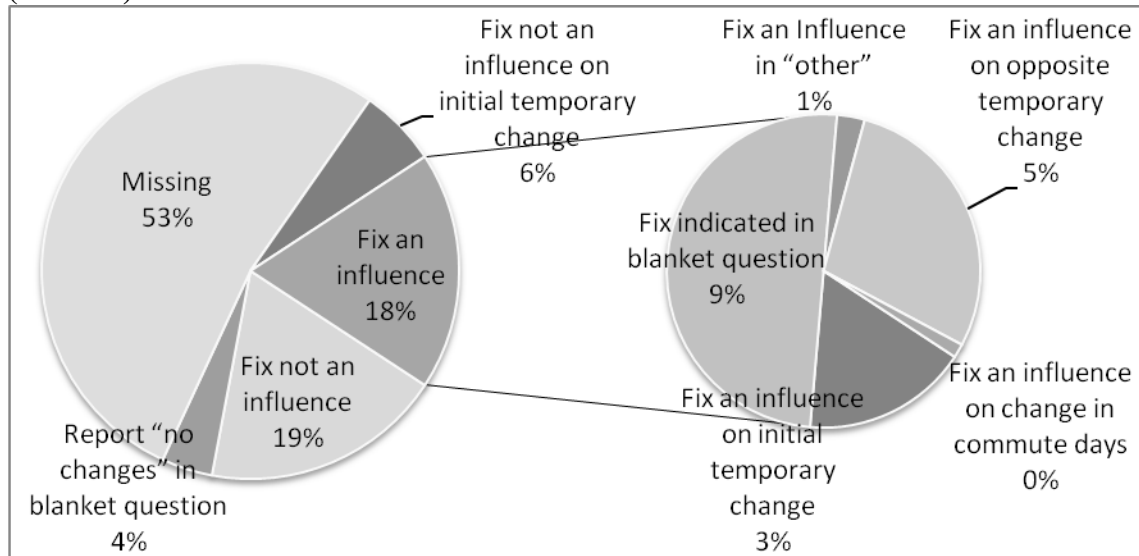 Fix not an
influence on
initial temporary
change
6%
Missing
53%
Fix an
influence
18%
Fix not an
influence
19%
Report “no
changes” in
blanket question
4%
Fix an Influence
in “other”
1%
Fix an influence
on opposite
temporary
change
5%
Fix indicated in
blanket question
9%
Fix an influence
on initial
temporary
change
3%
Fix an influence
on change in
commute days
0%